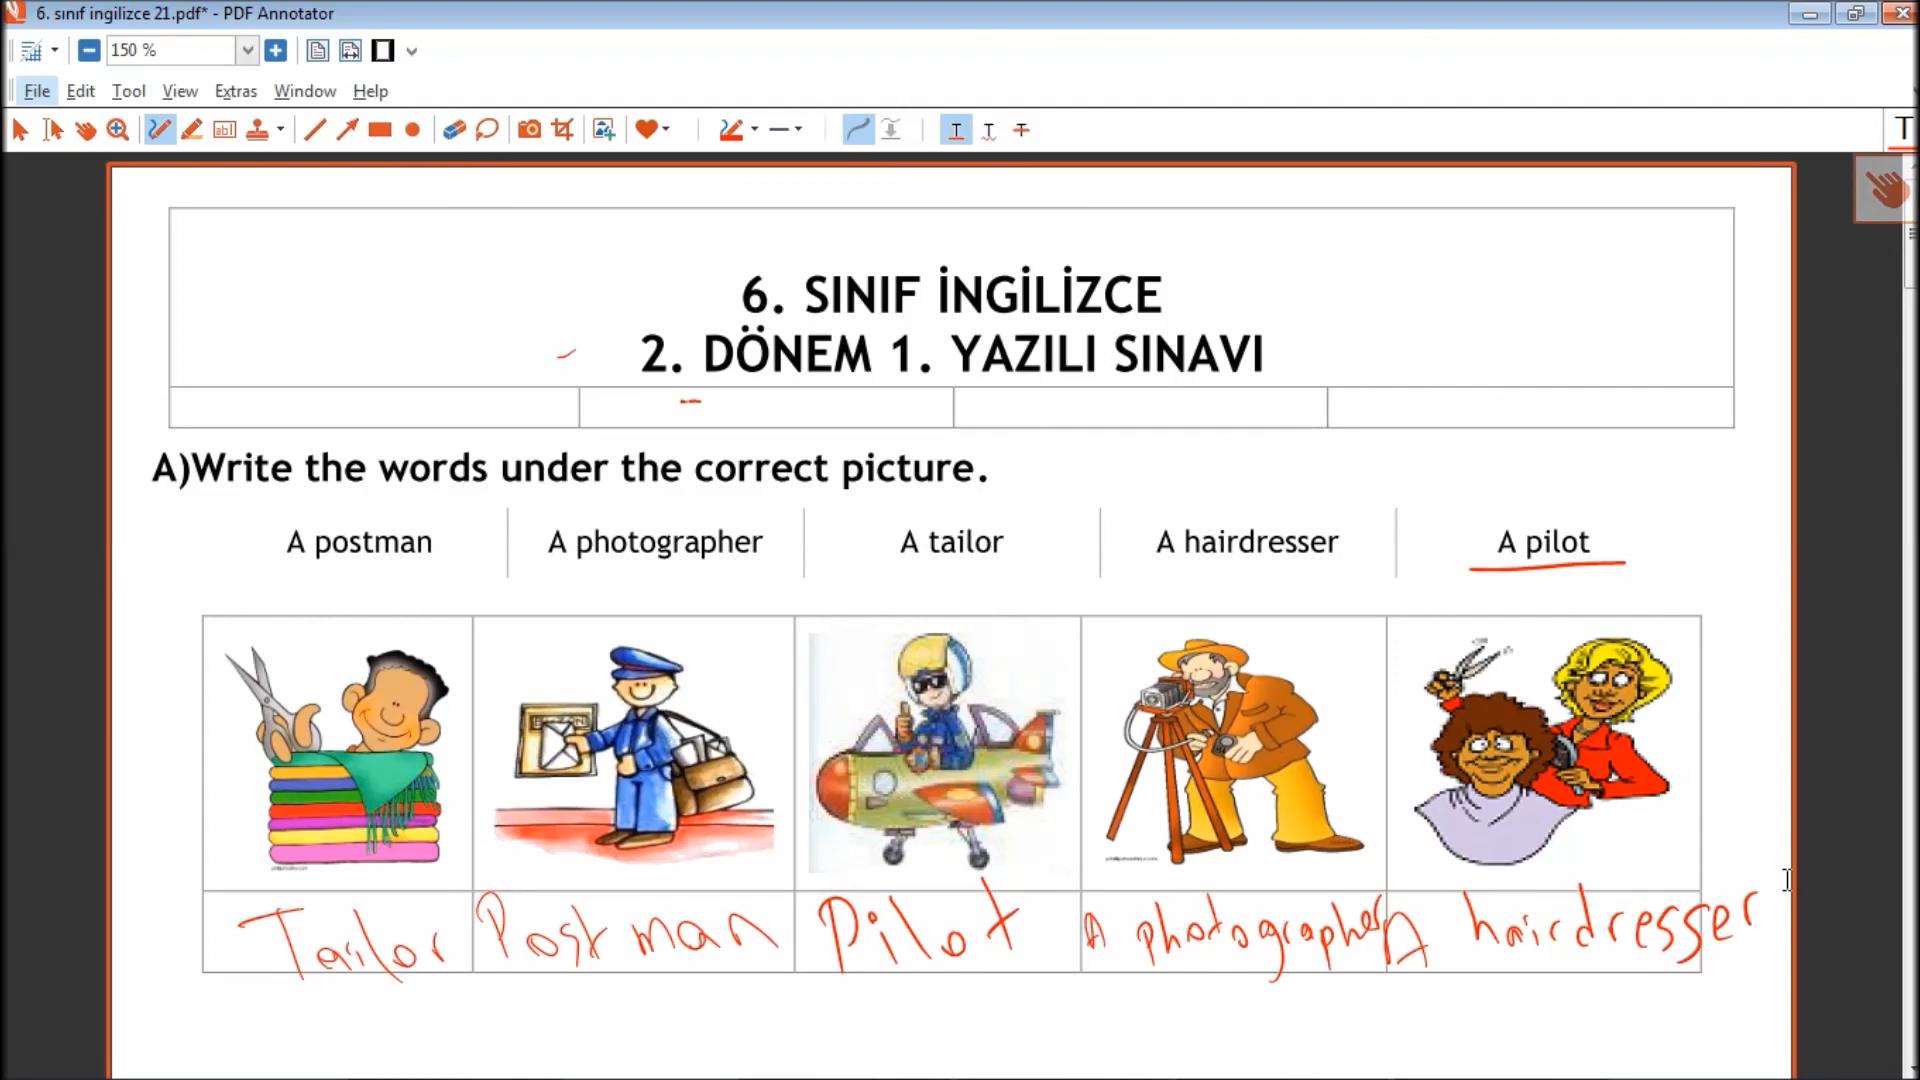 6. sınıf ingilizce 21.pdf* - PDF Annotator
150 %
File Edit Tool View Extras Window Help
6. SINIF İNGİLİZCE
2. DÖNEM 1. YAZILI SINAVI
A)Write the words under the correct picture.
A postman A photographer A tailor A hairdresser A pilot
Tailor Postman Pilot A photographer A hairdresser